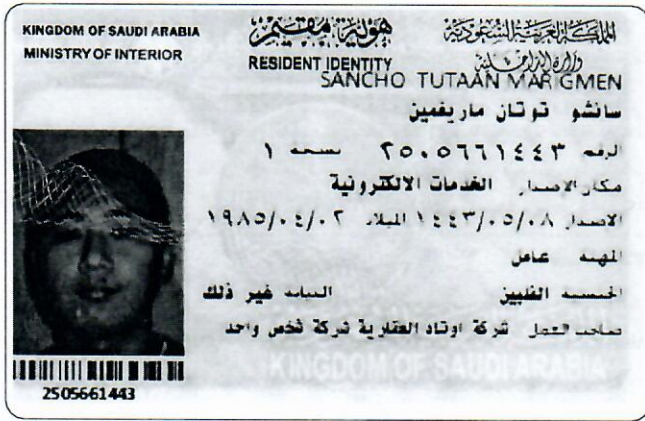 KINGDOM OF SAUDI ARABIA
MINISTRY OF INTERIOR
هوية مقيم
RESIDENT IDENTITY
المملكة العربية السعودية
وزارة الداخلية
SANCHO TUTAAN MARIGMEN
سانشو توتان ماريغمين
الرقم ٢٥٠٥٦٦١٤٤٣ نسخة ١
مكان الاصدار الخدمات الالكترونية
الاصدار ١٤٤٣/٠٥/٠٨ الميلاد ١٩٨٥/٠٤/٠٢
المهنة عامل
الجنسية الفلبين الديانة غير ذلك
صاحب العمل شركة اوتاد العقارية شركة شخص واحد
KINGDOM OF SAUDI ARABIA
2505661443